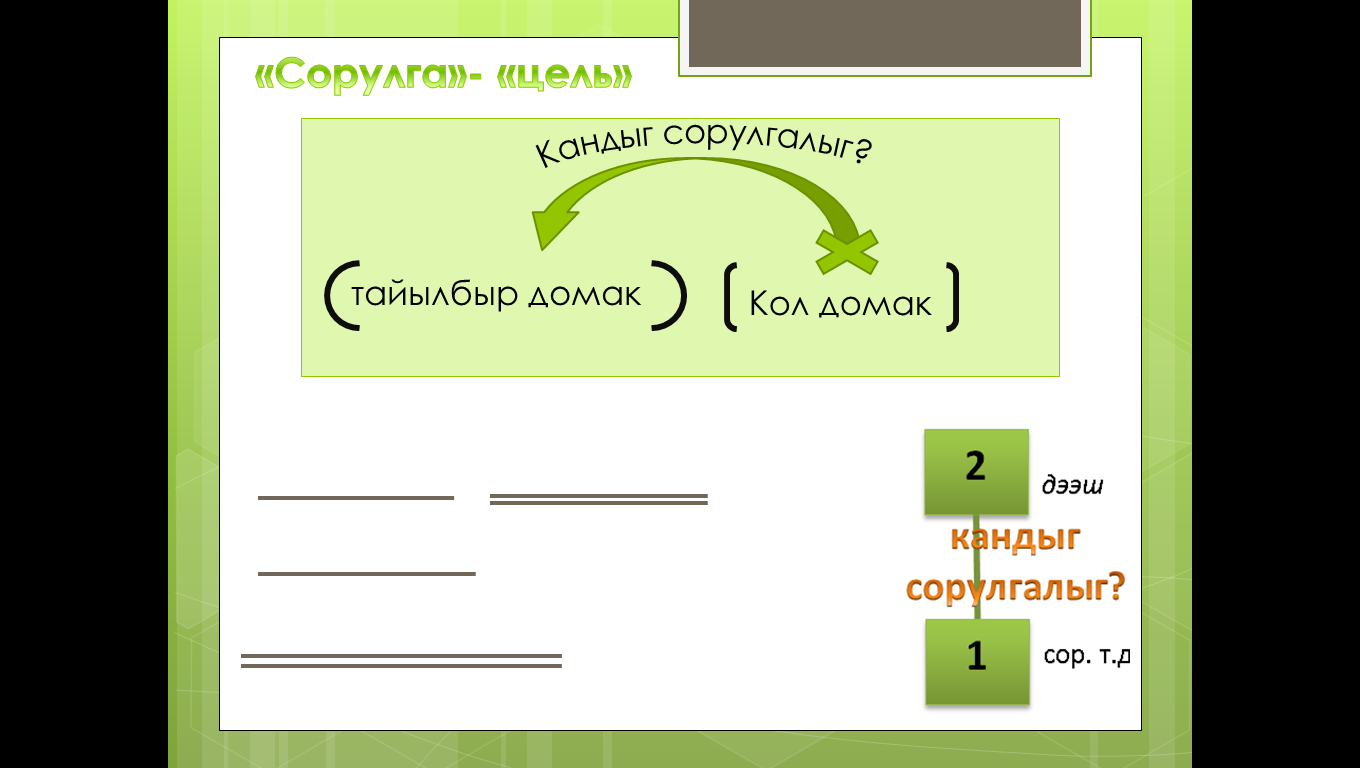 «Сорулга»- «цель»
Кандыг сорулгалыг?
тайылбыр домак
Кол домак
2
дээш
кандыг
сорулгалыг?
1
сор. т.д